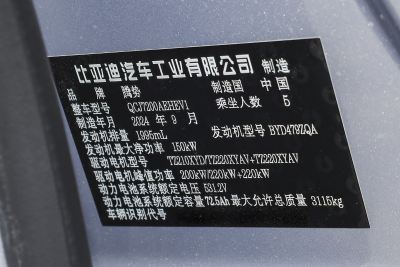 比亚迪汽车工业有限公司 制造
品牌 腾势 制造国 中国
整车型号 QCJ7200AEHEV1 乘坐人数 5
制造年月 2024 年 9 月
发动机排量 1995mL 发动机型号 BYD479ZQA
发动机最大净功率 150kW
驱动电机型号 TZ210XYD/TZ220XYAV+TZ220XYAV
驱动电机峰值功率 200kW/220kW+220kW
动力电池系统额定电压 531.2V
动力电池系统额定容量 72.5Ah 最大允许总质量 3115kg
车辆识别代号